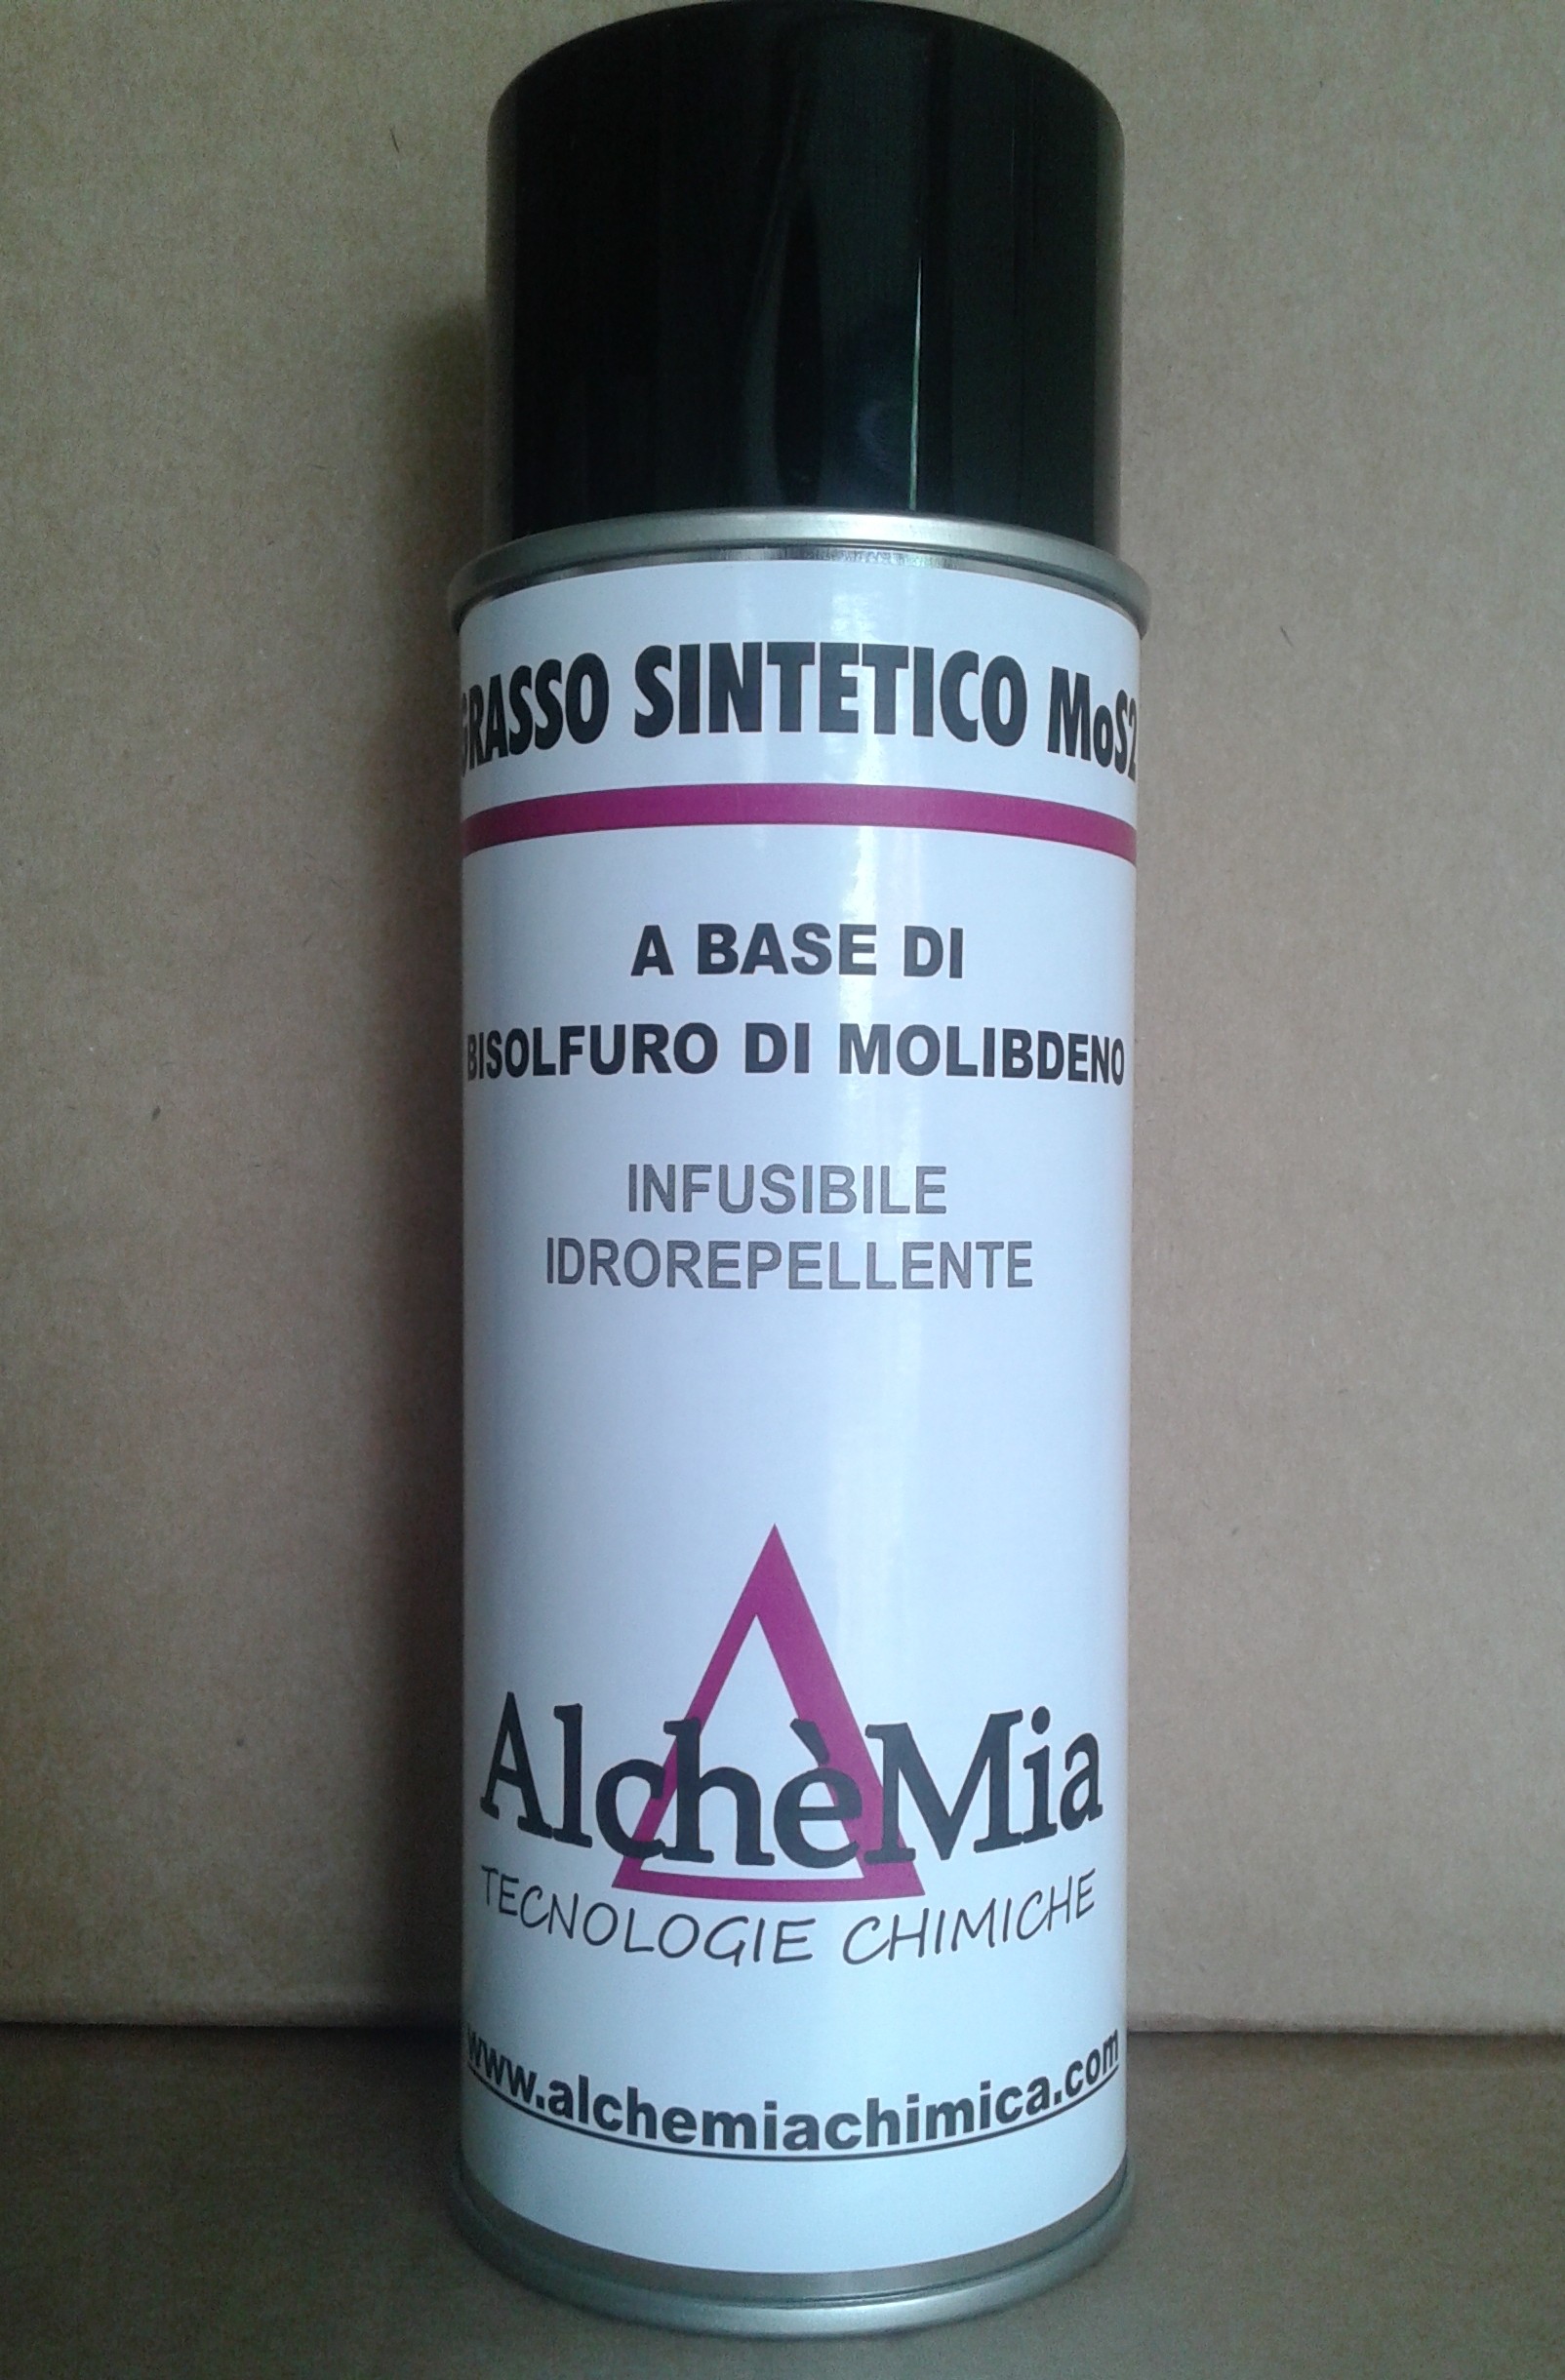 GRASSO SINTETICO MoS2
A BASE DI
BISOLFURO DI MOLIBDENO
INFUSIBILE
IDROREPELLENTE
AlchèMia
TECNOLOGIE CHIMICHE
www.alchemiachimica.com